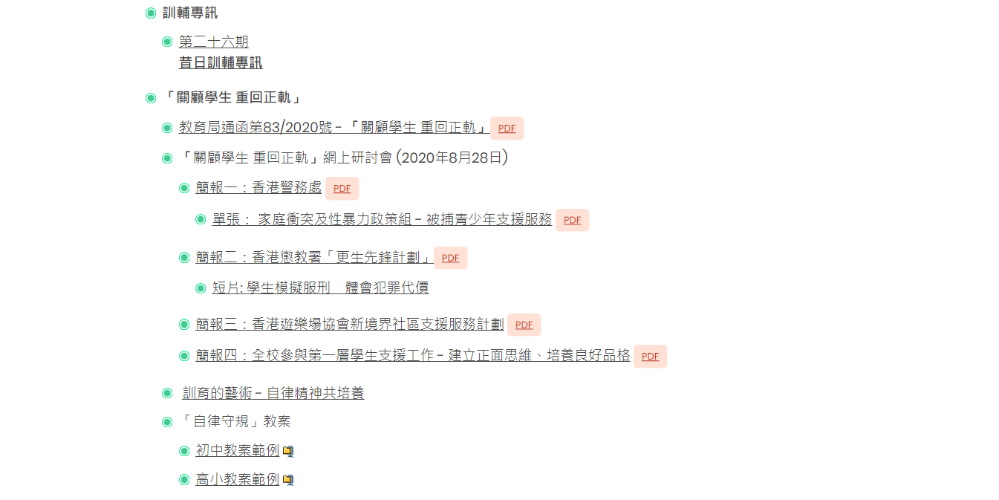 訓輔專訊
第二十六期
昔日訓輔專訊
「關顧學生 重回正軌」
教育局通函第83/2020號 - 「關顧學生 重回正軌」 PDF
「關顧學生 重回正軌」網上研討會 (2020年8月28日)
簡報一：香港警務處 PDF
單張： 家庭衝突及性暴力政策組 - 被捕青少年支援服務 PDF
簡報二：香港懲教署「更生先鋒計劃」 PDF
短片: 學生模擬服刑　體會犯罪代價
簡報三：香港遊樂場協會新境界社區支援服務計劃 PDF
簡報四：全校參與第一層學生支援工作 - 建立正面思維、培養良好品格 PDF
訓育的藝術 - 自律精神共培養
「自律守規」教案
初中教案範例
高小教案範例